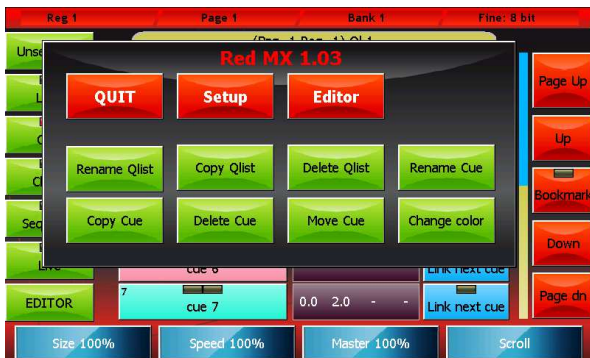 Reg 1 Page 1 Bank 1 Fine: 8 bit
Red MX 1.03
QUIT Setup Editor
Page Up
Up
Rename Qlist Copy Qlist Delete Qlist Rename Cue
Bookmark
Copy Cue Delete Cue Move Cue Change color
Down
cue 6 Link next cue
EDITOR 7 cue 7 0.0 2.0 - - Link next cue Page dn
Size 100% Speed 100% Master 100% Scroll